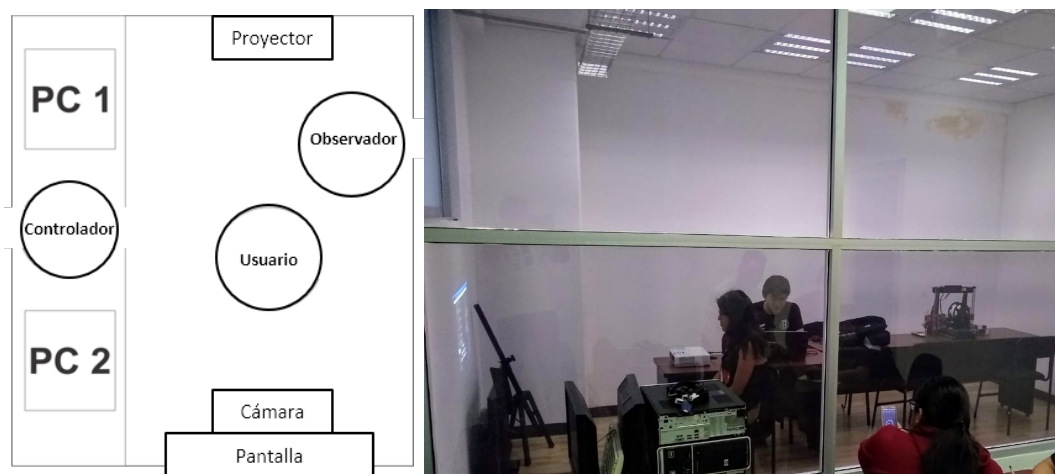 Proyector
PC 1
Observador
Controlador
Usuario
PC 2
Cámara
Pantalla